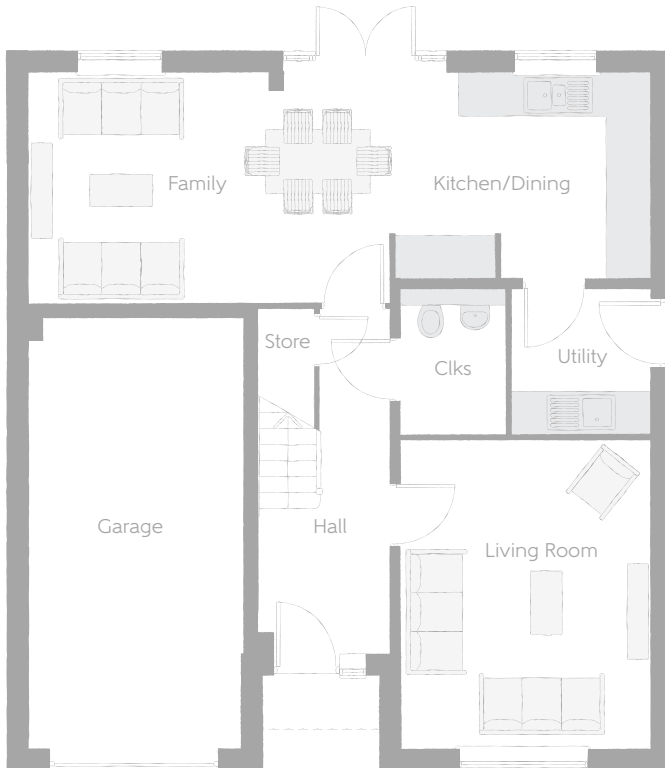 Family
Kitchen/Dining
Store
Clks
Utility
Garage
Hall
Living Room